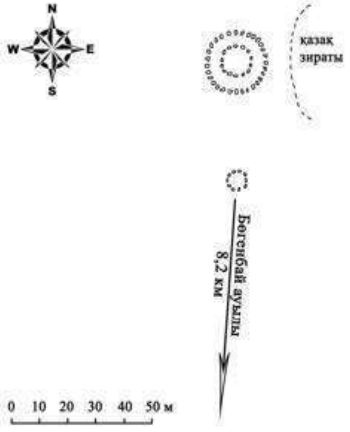 N
W E
S
қазақ
зираты
Бөгенбай ауылы
8,2 км
0 10 20 30 40 50 м